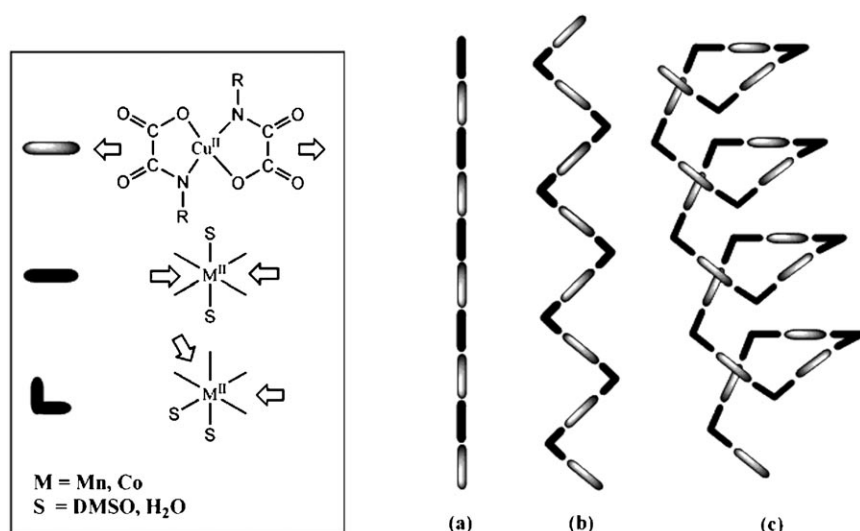 R
O
O
N
O
Cu^II
O
N
O
O
R
S
M^II
S
M^II
S
S
M = Mn, Co
S = DMSO, H₂O
(a)
(b)
(c)